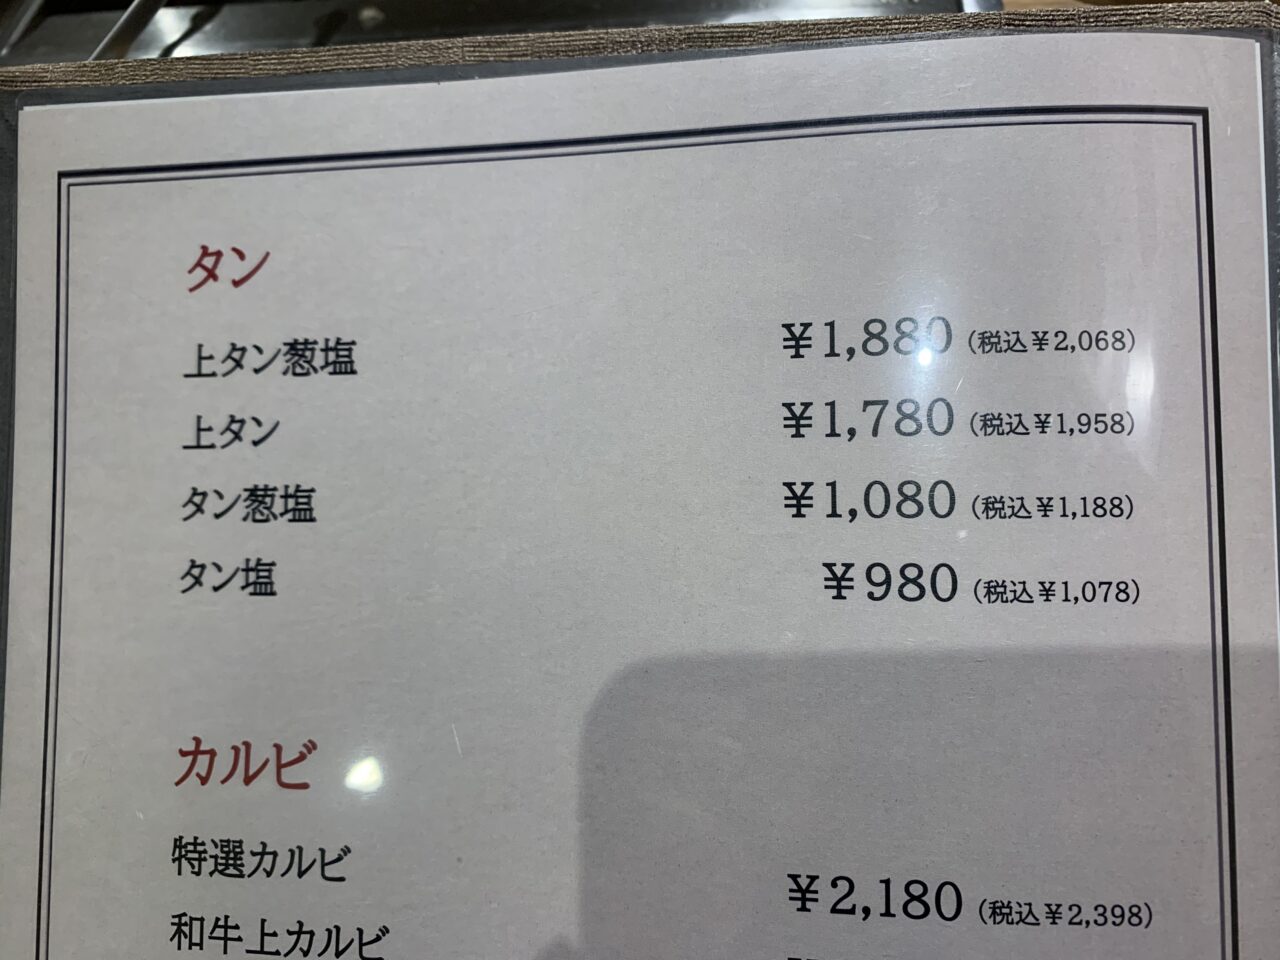 タン
上タン葱塩 ¥1,880 (税込¥2,068)
上タン ¥1,780 (税込¥1,958)
タン葱塩 ¥1,080 (税込¥1,188)
タン塩 ¥980 (税込¥1,078)
カルビ
特選カルビ ¥2,180 (税込¥2,398)
和牛上カルビ